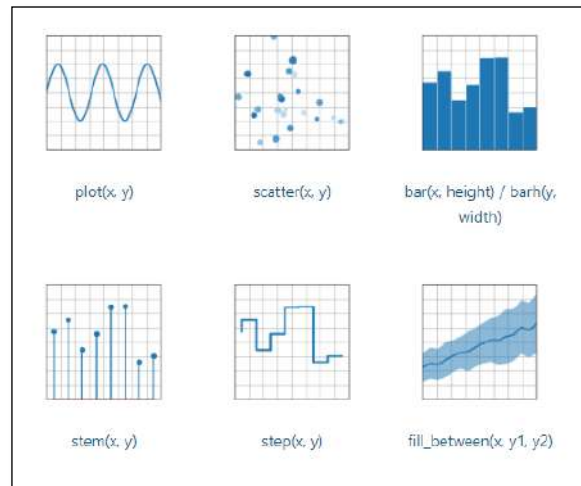 plot(x, y)
scatter(x, y)
bar(x, height) / barh(y,
width)
stem(x, y)
step(x, y)
fill_between(x, y1, y2)